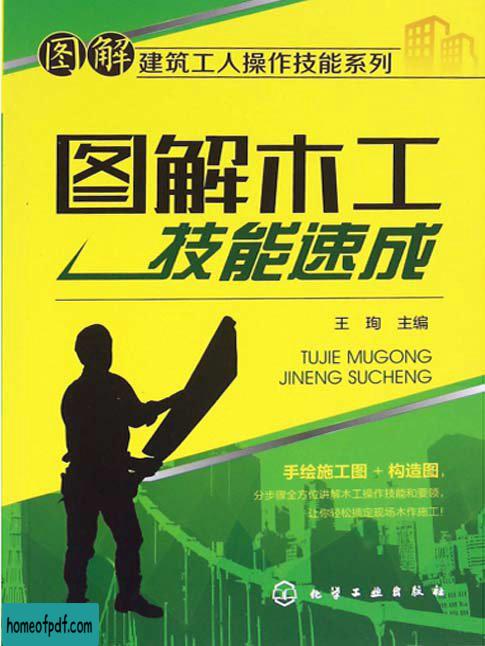 图解建筑工人操作技能系列
图解木工
技能速成
王 珣 主编
TUJIE MUGONG
JINENG SUCHENG
手绘施工图 + 构造图,
分步骤全方位讲解木工操作技能和要领,
让你轻松搞定现场木作施工!
化学工业出版社
homeofpdf.com